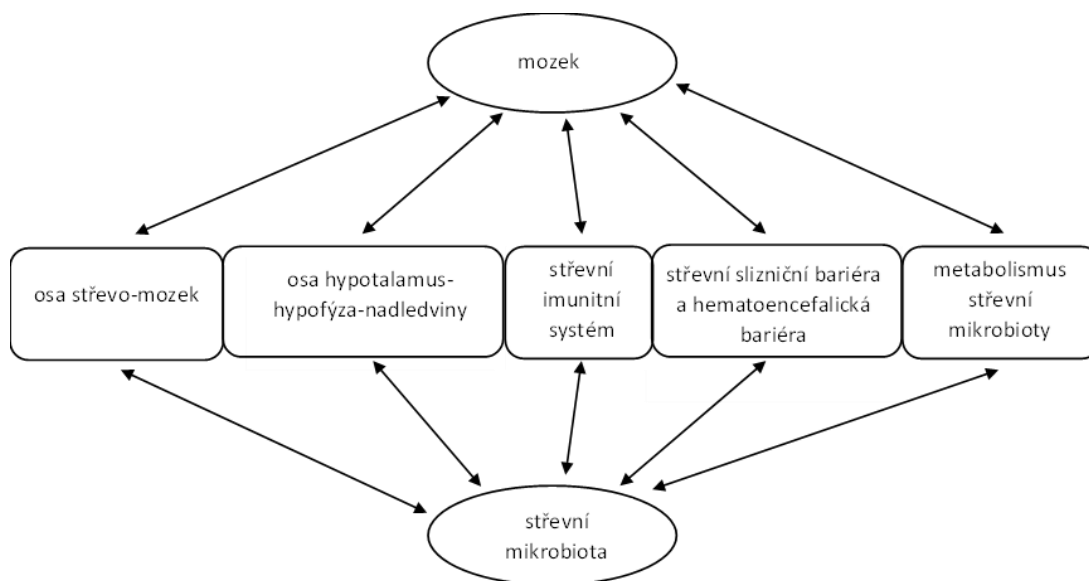 mozek
osa střevo-mozek
osa hypotalamus-
hypofýza-nadledviny
střevní
imunitní
systém
střevní slizniční bariéra
a hematoencefalická
bariéra
metabolismus
střevní
mikrobioty
střevní
mikrobiota